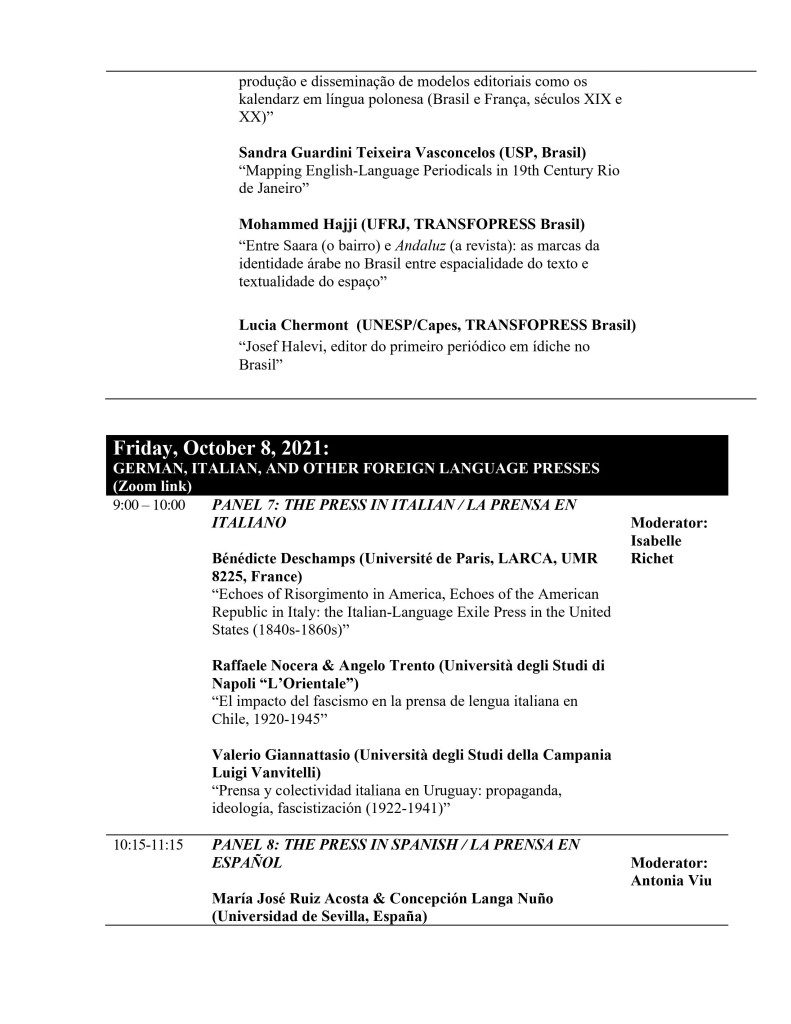 produção e disseminação de modelos editoriais como os
kalendarz em língua polonesa (Brasil e França, séculos XIX e
XX)”
Sandra Guardini Teixeira Vasconcelos (USP, Brasil)
“Mapping English-Language Periodicals in 19th Century Rio
de Janeiro”
Mohammed Hajji (UFRJ, TRANSFOPRESS Brasil)
“Entre Saara (o bairro) e Andaluz (a revista): as marcas da
identidade árabe no Brasil entre espacialidade do texto e
textualidade do espaço”
Lucia Chermont  (UNESP/Capes, TRANSFOPRESS Brasil)
“Josef Halevi, editor do primeiro periódico em ídiche no
Brasil”
Friday, October 8, 2021:
GERMAN, ITALIAN, AND OTHER FOREIGN LANGUAGE PRESSES
(Zoom link)
9:00 – 10:00
PANEL 7: THE PRESS IN ITALIAN / LA PRENSA EN
ITALIANO
Moderator:
Isabelle
Richet
Bénédicte Deschamps (Université de Paris, LARCA, UMR
8225, France)
“Echoes of Risorgimento in America, Echoes of the American
Republic in Italy: the Italian-Language Exile Press in the United
States (1840s-1860s)”
Raffaele Nocera & Angelo Trento (Università degli Studi di
Napoli “L’Orientale”)
“El impacto del fascismo en la prensa de lengua italiana en
Chile, 1920-1945”
Valerio Giannattasio (Università degli Studi della Campania
Luigi Vanvitelli)
“Prensa y colectividad italiana en Uruguay: propaganda,
ideología, fascistización (1922-1941)”
10:15-11:15
PANEL 8: THE PRESS IN SPANISH / LA PRENSA EN
ESPAÑOL
Moderator:
Antonia Viu
María José Ruiz Acosta & Concepción Langa Nuño
(Universidad de Sevilla, España)